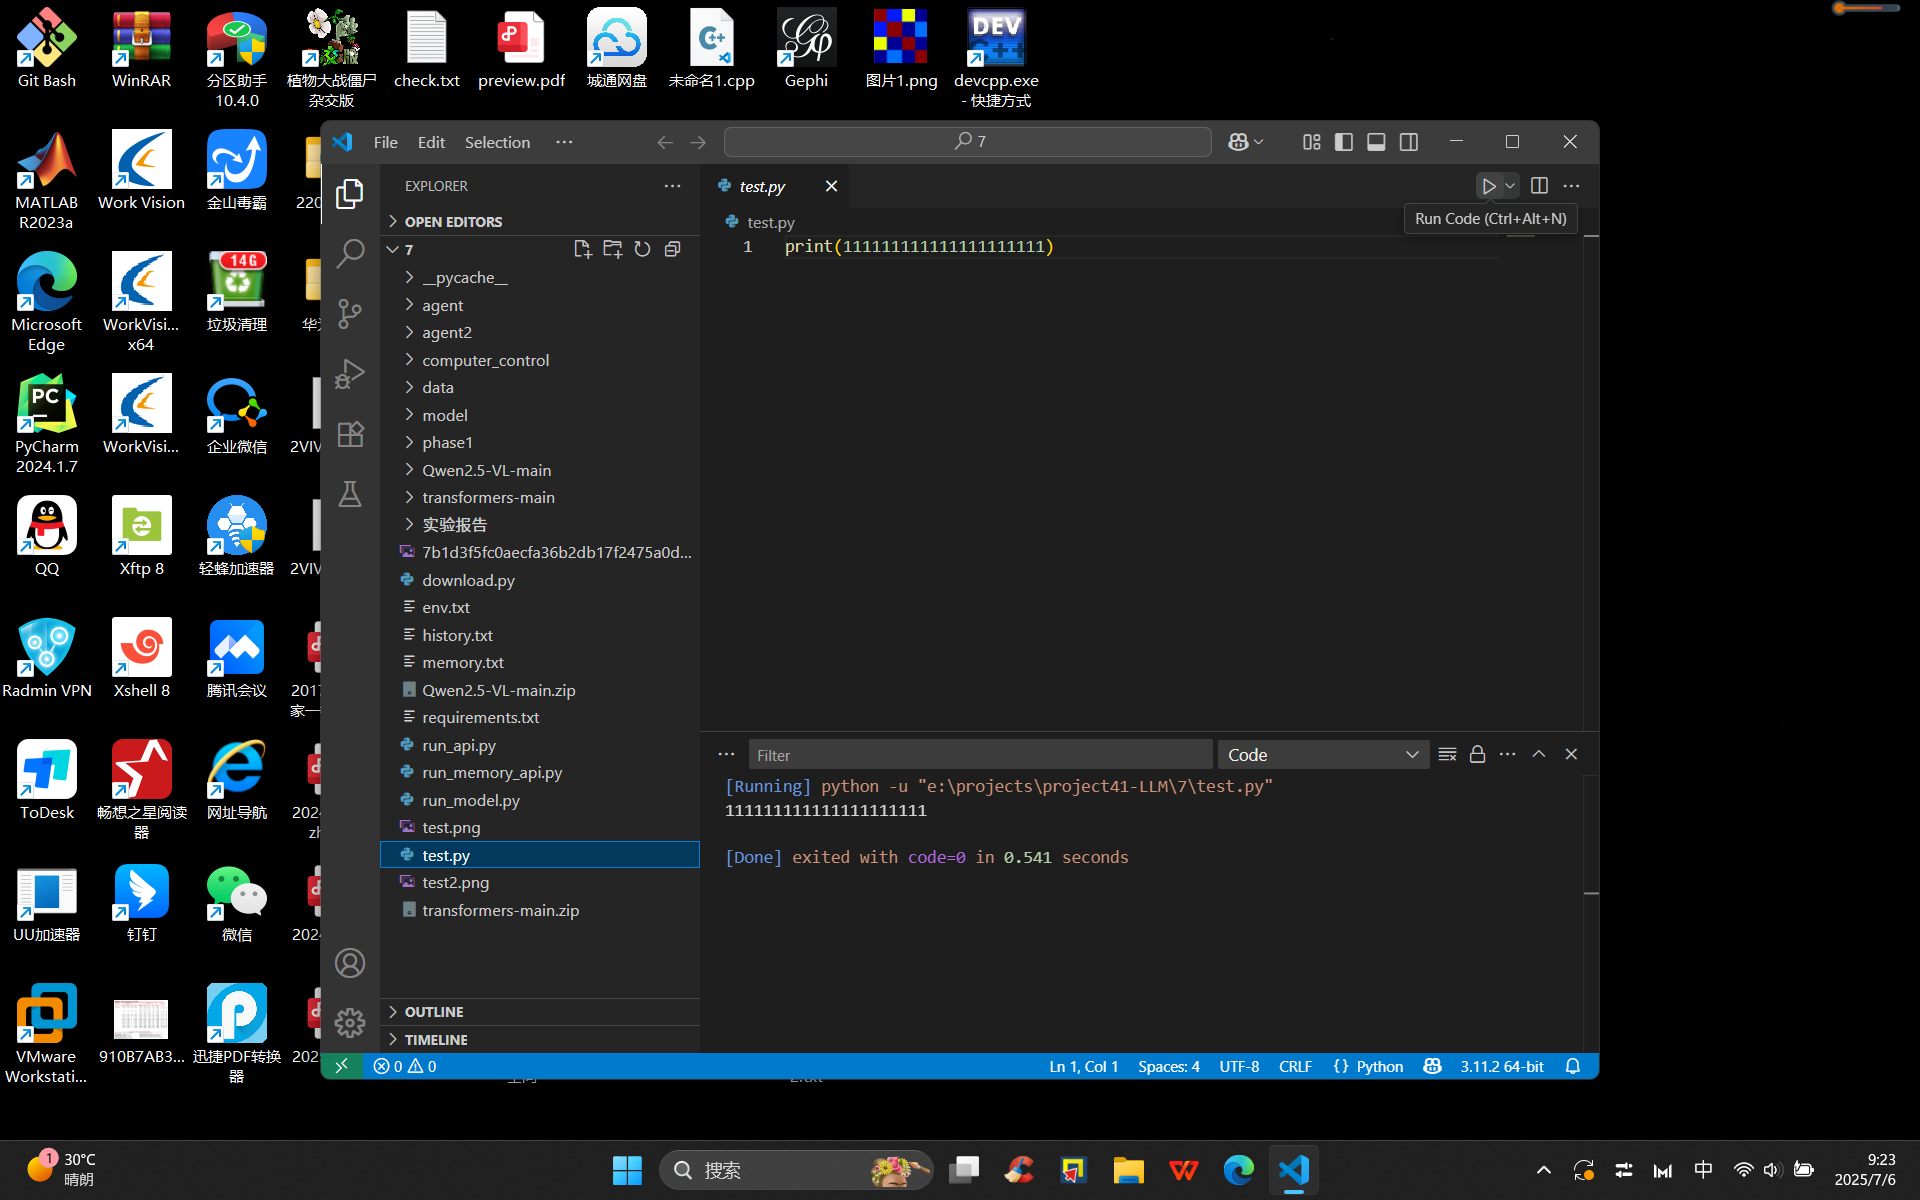 Git Bash
WinRAR
分区助手
10.4.0
植物大战僵尸
杂交版
check.txt
preview.pdf
城通网盘
未命名1.cpp
Gephi
图片1.png
devcpp.exe
- 快捷方式
MATLAB
R2023a
Work Vision
金山毒霸
220
Microsoft
Edge
WorkVisi...
x64
14G
垃圾清理
PyCharm
2024.1.7
WorkVisi...
企业微信
2VIV
QQ
Xftp 8
轻蜂加速器
2VIV
Radmin VPN
Xshell 8
腾讯会议
2017
家一
ToDesk
畅想之星阅读
器
网址导航
2024
zh
UU加速器
钉钉
微信
2024
VMware
Workstati...
910B7AB3...
迅捷PDF转换
器
202
File Edit Selection ···
7
EXPLORER
OPEN EDITORS
7
__pycache__
agent
agent2
computer_control
data
model
phase1
Qwen2.5-VL-main
transformers-main
实验报告
7b1d3f5fc0aecfa36b2db17f2475a0d...
download.py
env.txt
history.txt
memory.txt
Qwen2.5-VL-main.zip
requirements.txt
run_api.py
run_memory_api.py
run_model.py
test.png
test.py
test2.png
transformers-main.zip
OUTLINE
TIMELINE
test.py
Run Code (Ctrl+Alt+N)
test.py
1 print(111111111111111111111)
Filter
Code
[Running] python -u "e:\projects\project41-LLM\7\test.py"
111111111111111111111
[Done] exited with code=0 in 0.541 seconds
0 0
Ln 1, Col 1 Spaces: 4 UTF-8 CRLF {} Python 3.11.2 64-bit
1
30°C
晴朗
搜索
中
9:23
2025/7/6